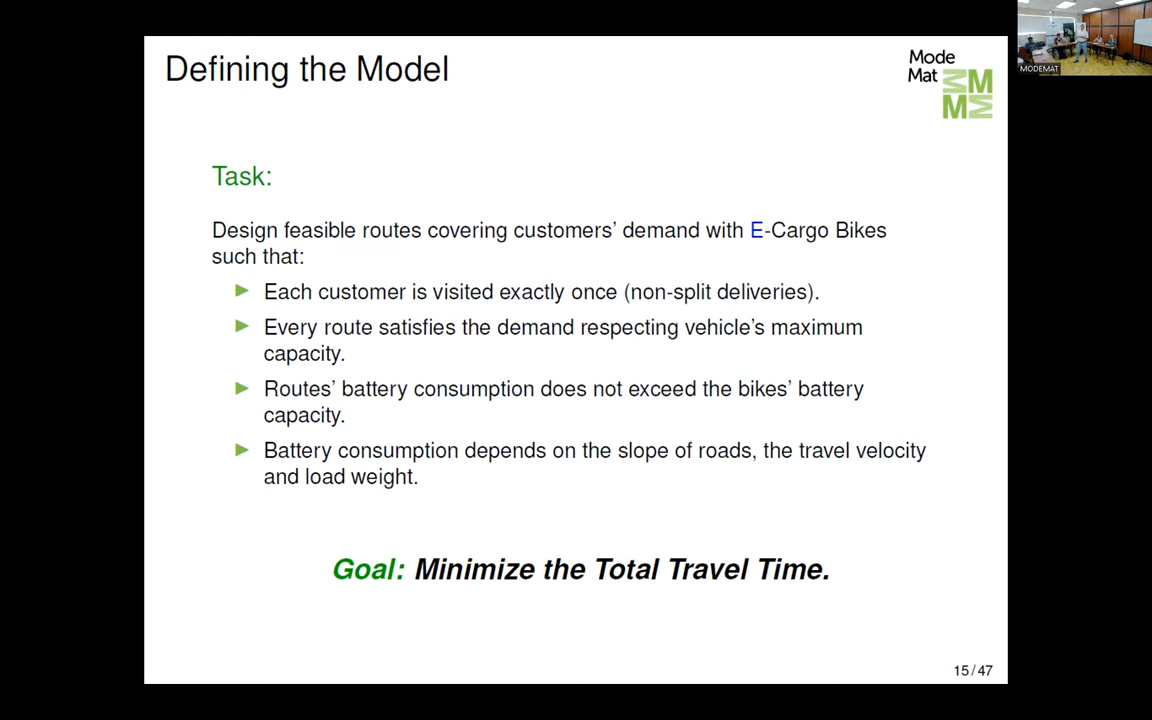 Defining the Model
Mode
Mat
M
M
M
M
MODEMAT
Task:
Design feasible routes covering customers' demand with E-Cargo Bikes
such that:
Each customer is visited exactly once (non-split deliveries).
Every route satisfies the demand respecting vehicle's maximum
capacity.
Routes' battery consumption does not exceed the bikes' battery
capacity.
Battery consumption depends on the slope of roads, the travel velocity
and load weight.
Goal: Minimize the Total Travel Time.
15/47